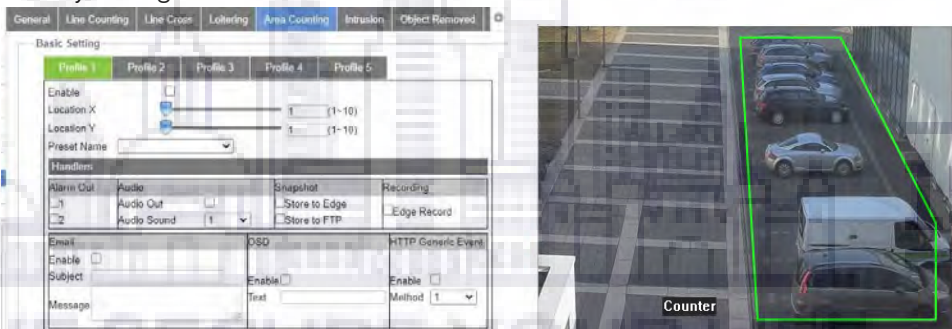 General Line Counting Line Cross Loitering Area Counting Intrusion Object Removed
Basic Setting
Profile 1 Profile 2 Profile 3 Profile 4 Profile 5
Enable
Location X 1 (1~10)
Location Y 1 (1~10)
Preset Name
Handlers
Alarm Out Audio Snapshot Recording
1 Audio Out Store to Edge Edge Record
2 Audio Sound 1 Store to FTP
Email OSD HTTP Generic Event
Enable
Subject Enable Enable
Message Text Method 1
Counter